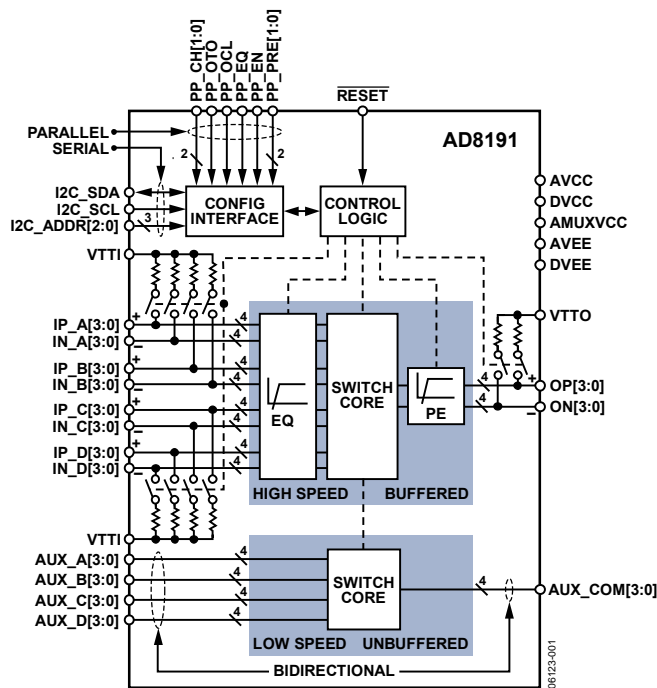 PP_CH[1:0]
PP_OTO
PP_OCL
PP_EQ
PP_EN
PP_PRE[1:0]
RESET
AD8191
PARALLEL
SERIAL
2
2
I2C_SDA
I2C_SCL
I2C_ADDR[2:0]
3
CONFIG
INTERFACE
CONTROL
LOGIC
AVCC
DVCC
AMUXVCC
AVEE
DVEE
VTTI
VTTO
+
IP_A[3:0]
4
IN_A[3:0]
–
4
+
IP_B[3:0]
4
IN_B[3:0]
–
4
+
IP_C[3:0]
4
IN_C[3:0]
–
4
+
IP_D[3:0]
4
IN_D[3:0]
–
4
EQ
SWITCH
CORE
PE
4
+
OP[3:0]
4
–
ON[3:0]
HIGH SPEED
BUFFERED
VTTI
AUX_A[3:0]
4
AUX_B[3:0]
4
AUX_C[3:0]
4
AUX_D[3:0]
4
SWITCH
CORE
4
AUX_COM[3:0]
LOW SPEED
UNBUFFERED
BIDIRECTIONAL
06123-001